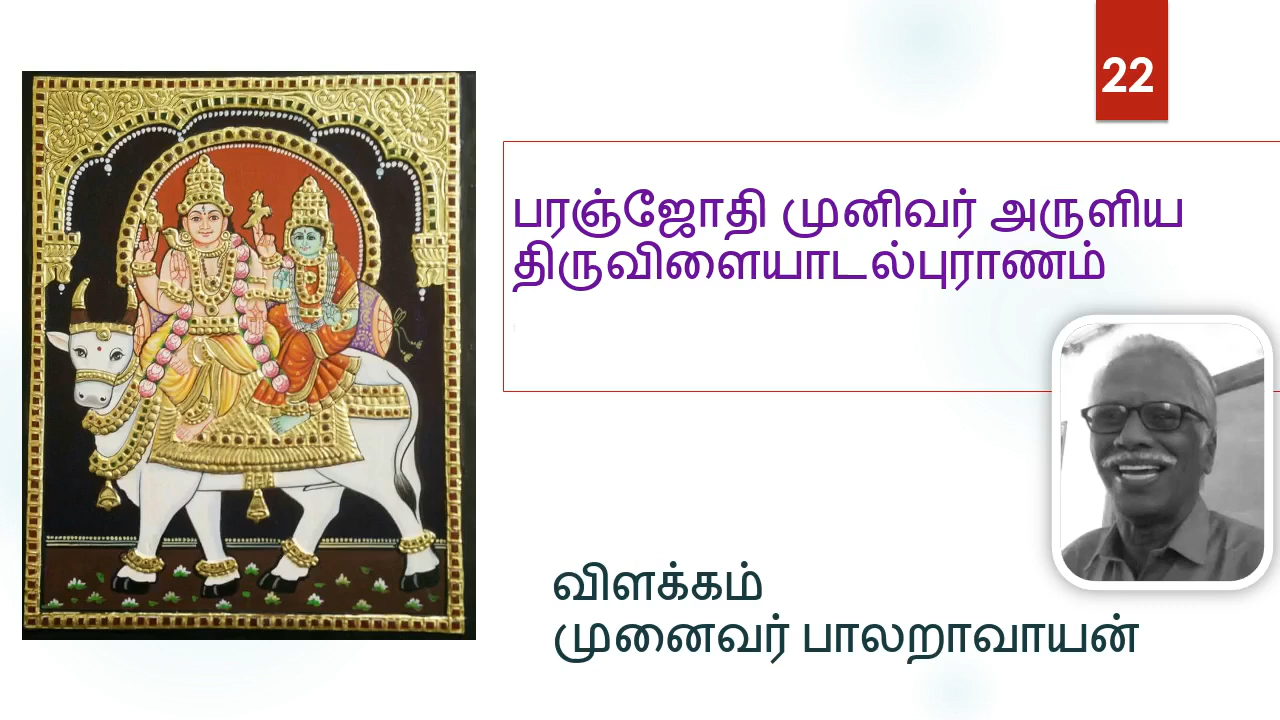 22
பரஞ்ஜோதி முனிவர் அருளிய
திருவிளையாடல்புராணம்
விளக்கம்
முனைவர் பாலறாவாயன்